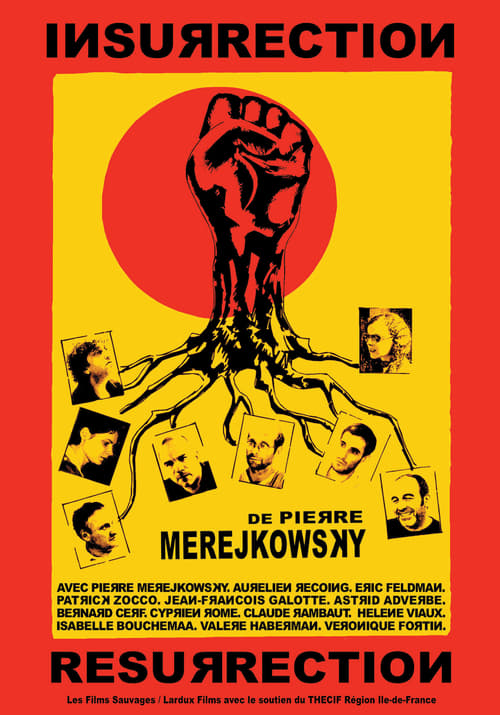 INSURRECTION
DE PIERRE
MEREJKOWSKY
AVEC PIERRE MEREJKOWSKY. AURELIEN RECOING. ERIC FELDMAN.
PATRICK ZOCCO. JEAN-FRANCOIS GALOTTE. ASTRID ADVERBE.
BERNARD CERF. CYPRIEN ROME. CLAUDE RAMBAUT. HELENE VIAUX.
ISABELLE BOUCHEMAA. VALERE HABERMAN. VERONIQUE FORTIN.
RESURRECTION
Les Films Sauvages / Lardux Films avec le soutien du THECIF Région Ile-de-France